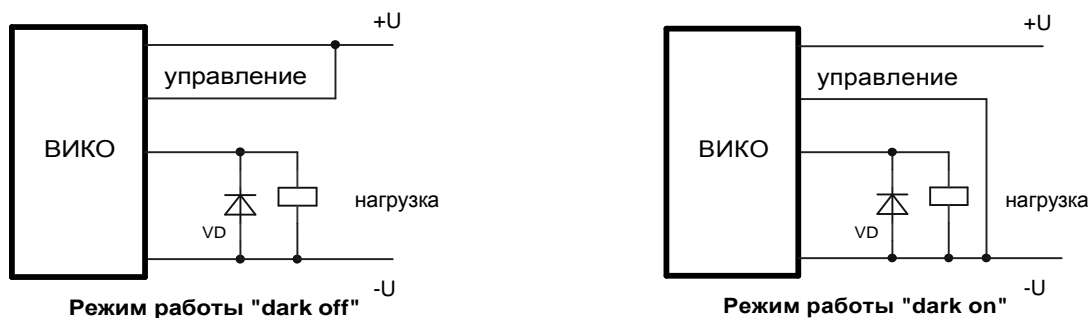 +U
управление
ВИКО
нагрузка
VD
-U
Режим работы "dark off"
+U
управление
ВИКО
нагрузка
VD
-U
Режим работы "dark on"